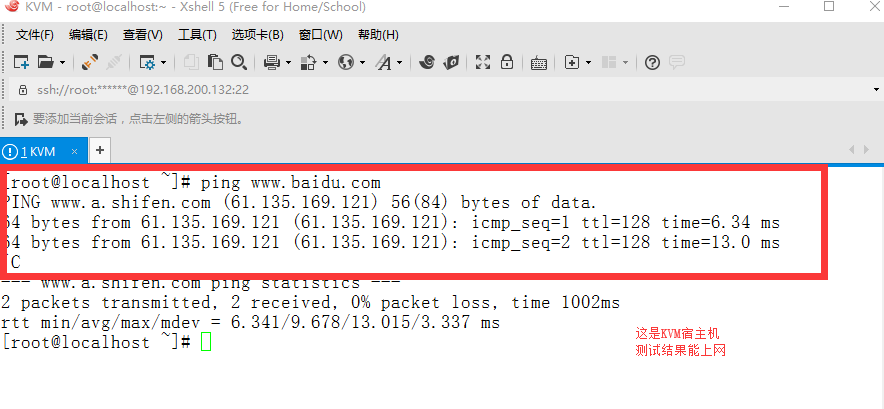 KVM - root@localhost:~ - Xshell 5 (Free for Home/School)
文件(F) 编辑(E) 查看(V) 工具(T) 选项卡(B) 窗口(W) 帮助(H)
ssh://root:******@192.168.200.132:22
要添加当前会话，点击左侧的箭头按钮。
1 KVM × +
[root@localhost ~]# ping www.baidu.com
PING www.a.shifen.com (61.135.169.121) 56(84) bytes of data.
64 bytes from 61.135.169.121 (61.135.169.121): icmp_seq=1 ttl=128 time=6.34 ms
64 bytes from 61.135.169.121 (61.135.169.121): icmp_seq=2 ttl=128 time=13.0 ms
^C
--- www.a.shifen.com ping statistics ---
2 packets transmitted, 2 received, 0% packet loss, time 1002ms
rtt min/avg/max/mdev = 6.341/9.678/13.015/3.337 ms
[root@localhost ~]#
这是KVM宿主机
测试结果能上网